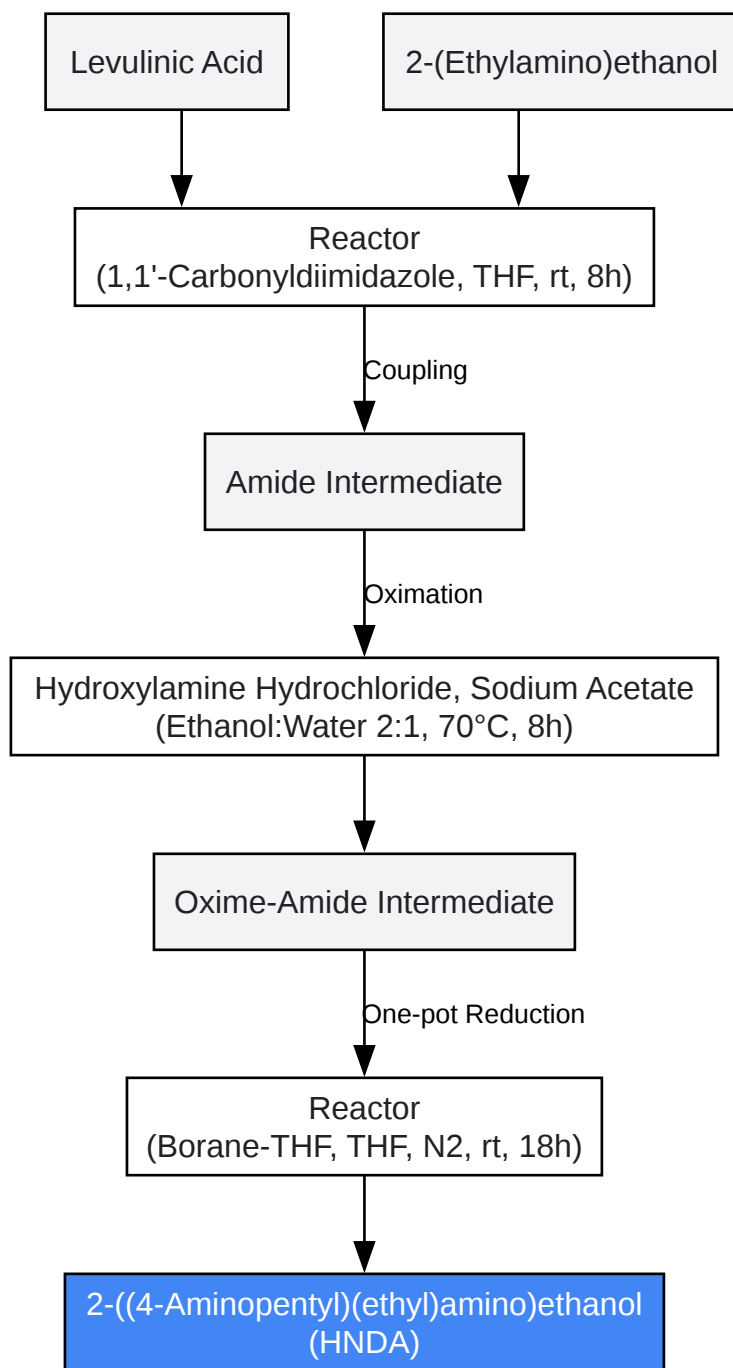 Levulinic Acid
2-(Ethylamino)ethanol
Reactor
(1,1'-Carbonyldiimidazole, THF, rt, 8h)
Coupling
Amide Intermediate
Oximation
Hydroxylamine Hydrochloride, Sodium Acetate
(Ethanol:Water 2:1, 70°C, 8h)
Oxime-Amide Intermediate
One-pot Reduction
Reactor
(Borane-THF, THF, N2, rt, 18h)
2-((4-Aminopentyl)(ethyl)amino)ethanol
(HNDA)